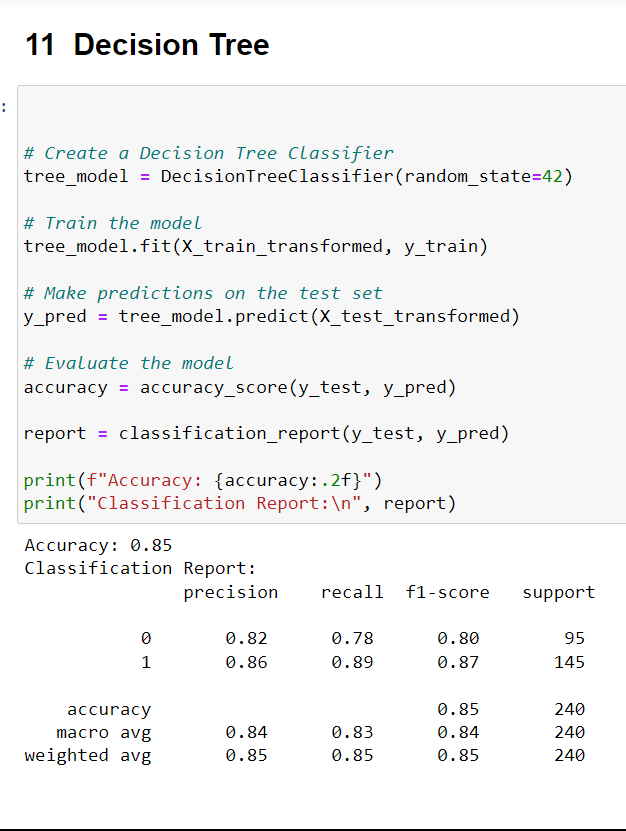 11 Decision Tree
:
# Create a Decision Tree Classifier
tree_model = DecisionTreeClassifier(random_state=42)
# Train the model
tree_model.fit(X_train_transformed, y_train)
# Make predictions on the test set
y_pred = tree_model.predict(X_test_transformed)
# Evaluate the model
accuracy = accuracy_score(y_test, y_pred)
report = classification_report(y_test, y_pred)
print(f"Accuracy: {accuracy:.2f}")
print("Classification Report:\n", report)
Accuracy: 0.85
Classification Report:
precision recall f1-score support
0 0.82 0.78 0.80 95
1 0.86 0.89 0.87 145
accuracy 0.85 240
macro avg 0.84 0.83 0.84 240
weighted avg 0.85 0.85 0.85 240